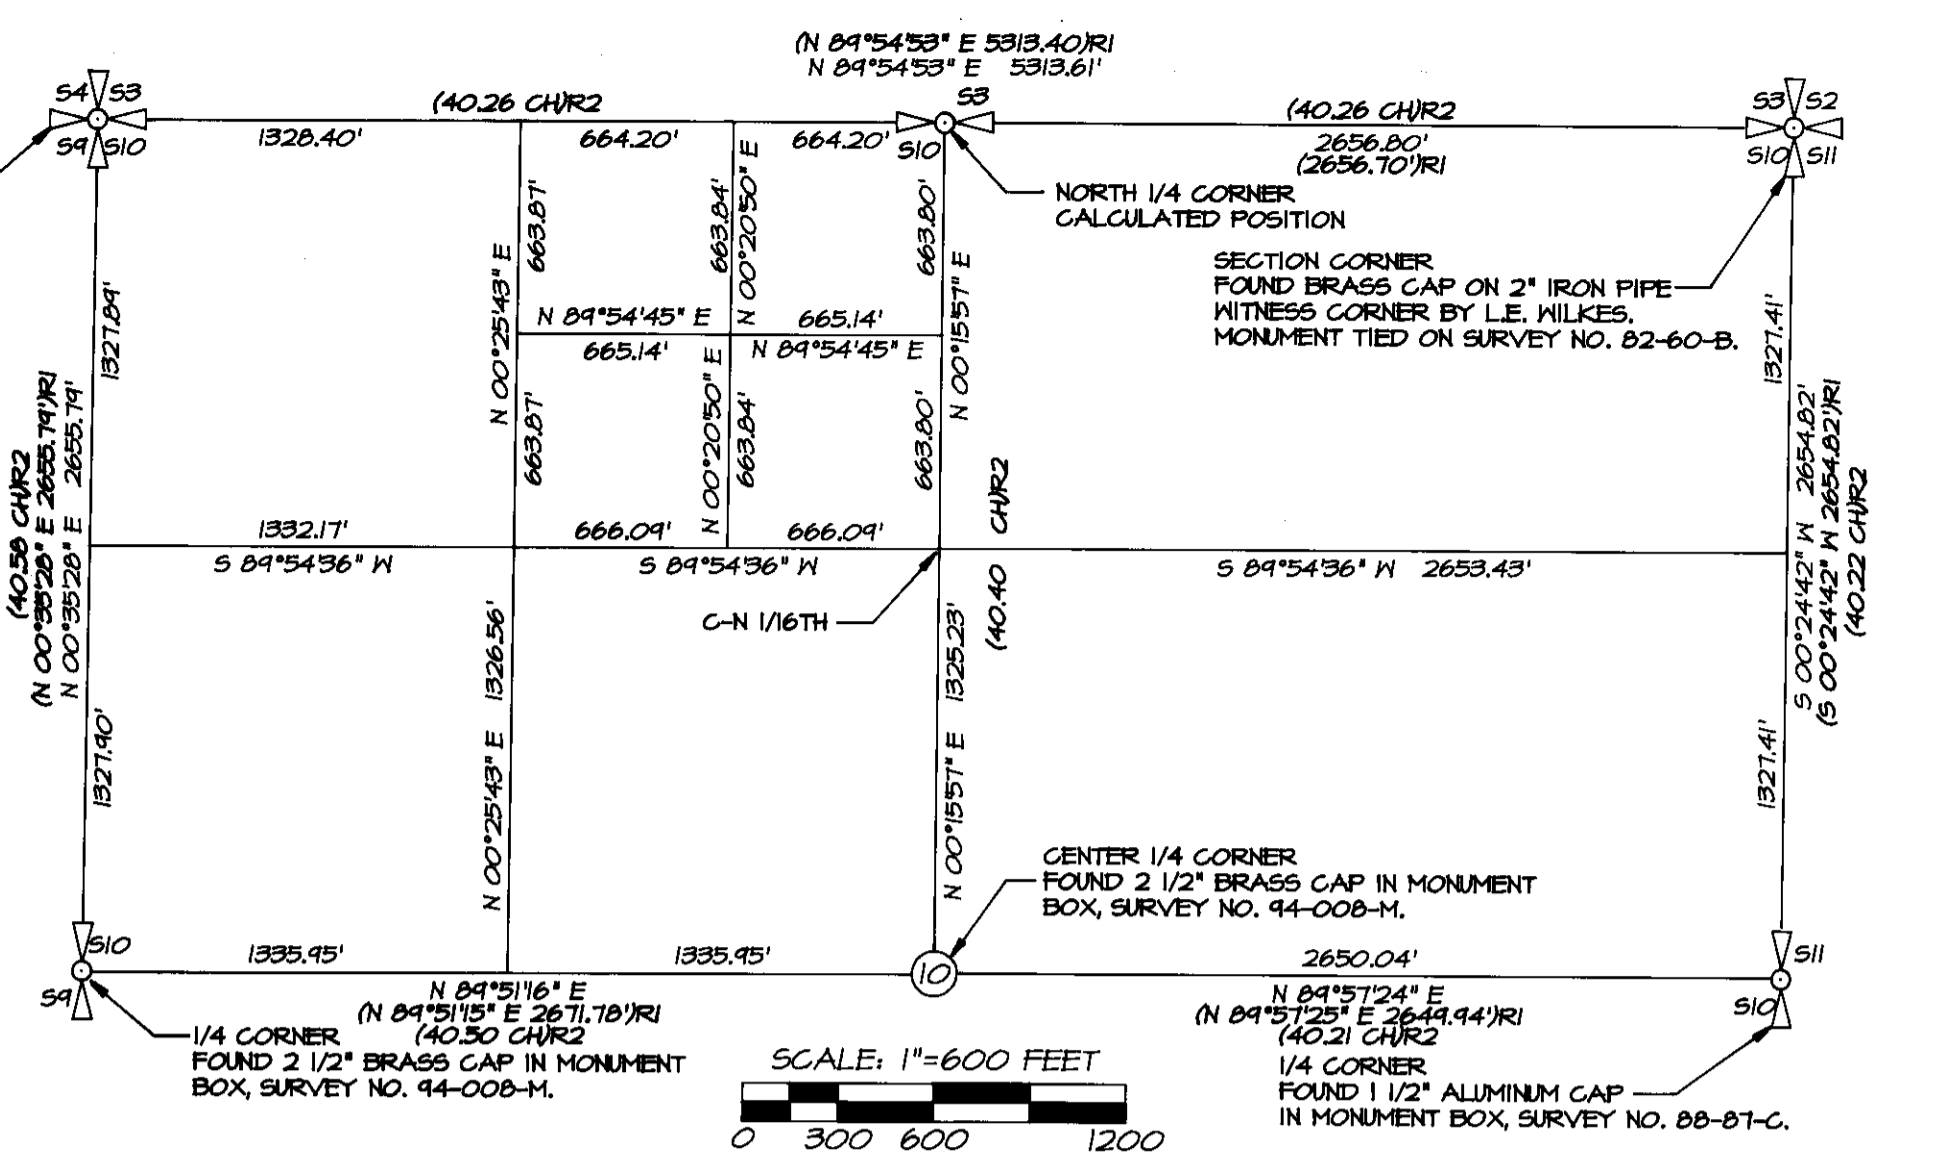 (N 89°54'53" E 5313.40)R1
N 89°54'53" E 5313.61'
S4 S3
S9 S10
(40.26 CH)R2
1328.40'
664.20'
664.20'
S3
S10
(40.26 CH)R2
2656.80'
(2656.70')R1
S3 S2
S10 S11
NORTH 1/4 CORNER
CALCULATED POSITION
SECTION CORNER
FOUND BRASS CAP ON 2" IRON PIPE
WITNESS CORNER BY L.E. WILKES.
MONUMENT TIED ON SURVEY NO. 82-60-B.
663.87'
663.84'
N 00°20'50" E
663.80'
N 00°25'43" E
N 00°15'57" E
1327.89'
1327.41'
N 89°54'45" E
665.14'
665.14'
N 89°54'45" E
(40.58 CH)R2
(N 00°35'28" E 2655.79')R1
N 00°35'28" E 2655.79'
663.87'
N 00°20'50" E
663.84'
663.80'
(40.40 CH)R2
S 00°24'42" W 2654.82'
(S 00°24'42" W 2654.82')R1
(40.22 CH)R2
1332.17'
S 89°54'36" W
666.09'
666.09'
S 89°54'36" W
S 89°54'36" W 2653.43'
C-N 1/16TH
1327.90'
N 00°25'43" E 1326.56'
N 00°15'57" E 1325.23'
1327.41'
CENTER 1/4 CORNER
FOUND 2 1/2" BRASS CAP IN MONUMENT
BOX, SURVEY NO. 94-008-M.
S10
S9
1335.95'
1335.95'
10
2650.04'
S11
S10
N 89°51'16" E
(N 89°51'15" E 2671.78')R1
(40.50 CH)R2
N 89°57'24" E
(N 89°57'25" E 2649.94')R1
(40.21 CH)R2
1/4 CORNER
FOUND 2 1/2" BRASS CAP IN MONUMENT
BOX, SURVEY NO. 94-008-M.
1/4 CORNER
FOUND 1 1/2" ALUMINUM CAP
IN MONUMENT BOX, SURVEY NO. 88-87-C.
SCALE: 1"=600 FEET
0 300 600 1200